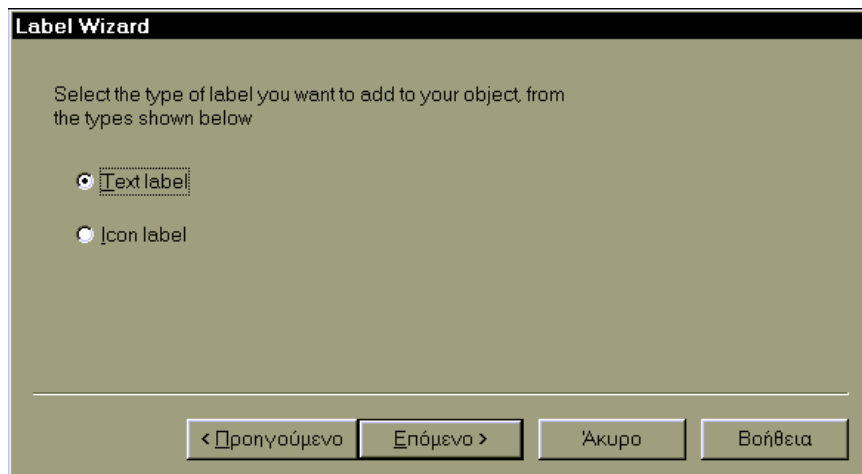 Label Wizard
Select the type of label you want to add to your object, from
the types shown below
Text label
Icon label
< Προηγούμενο
Επόμενο >
Άκυρο
Βοήθεια